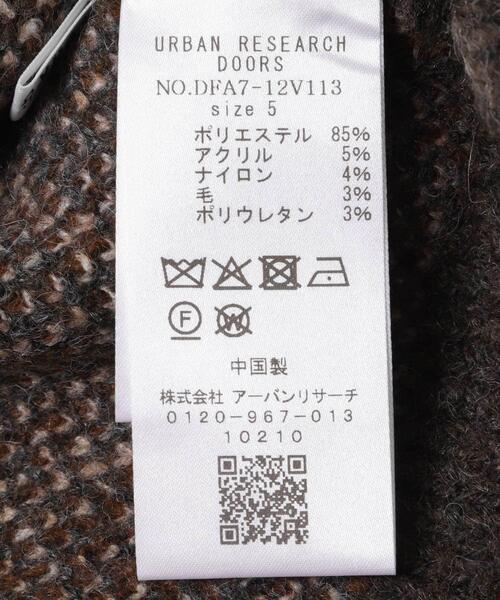 URBAN RESEARCH
DOORS
NO.DFA7-12V113
size 5
ポリエステル 85%
アクリル 5%
ナイロン 4%
毛 3%
ポリウレタン 3%
F W
中国製
株式会社 アーバンリサーチ
0120-967-013
10210